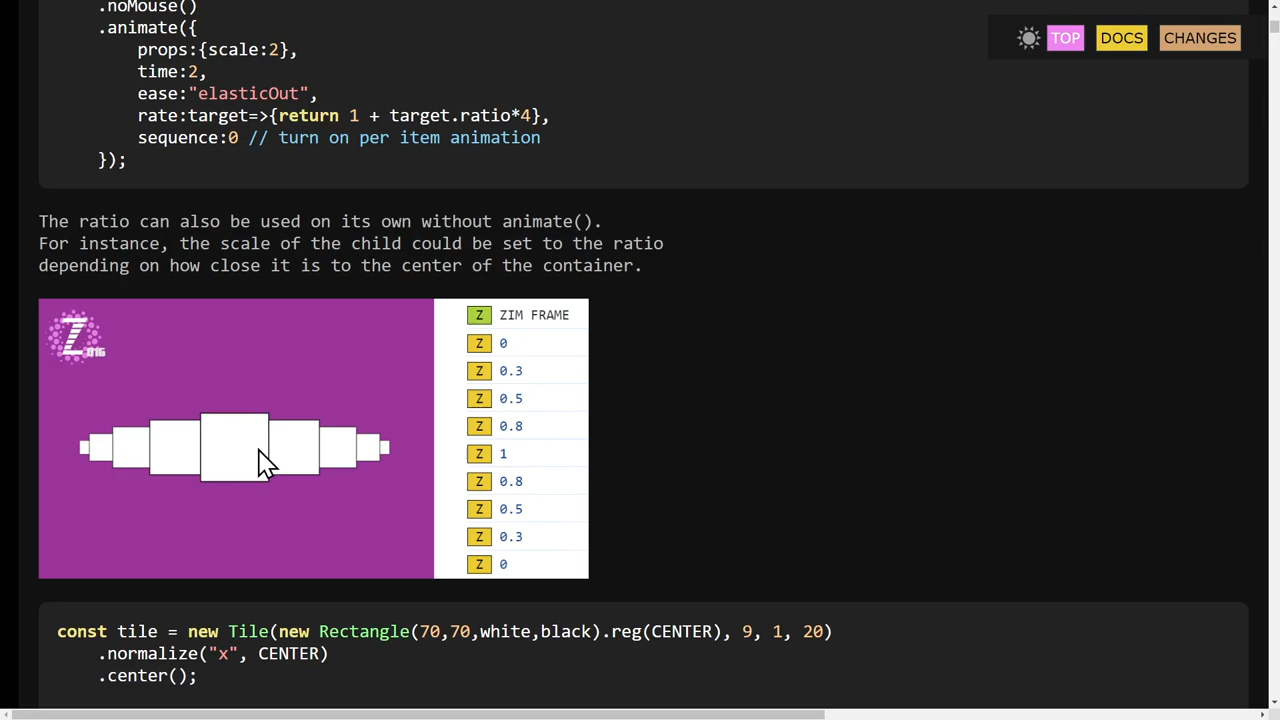 .noMouse()
.animate({
props:{scale:2},
time:2,
ease:"elasticOut",
rate:target=>{return 1 + target.ratio*4},
sequence:0 // turn on per item animation
});
TOP DOCS CHANGES
The ratio can also be used on its own without animate().
For instance, the scale of the child could be set to the ratio
depending on how close it is to the center of the container.
Z 016
Z ZIM FRAME
Z 0
Z 0.3
Z 0.5
Z 0.8
Z 1
Z 0.8
Z 0.5
Z 0.3
Z 0
const tile = new Tile(new Rectangle(70,70,white,black).reg(CENTER), 9, 1, 20)
.normalize("x", CENTER)
.center();